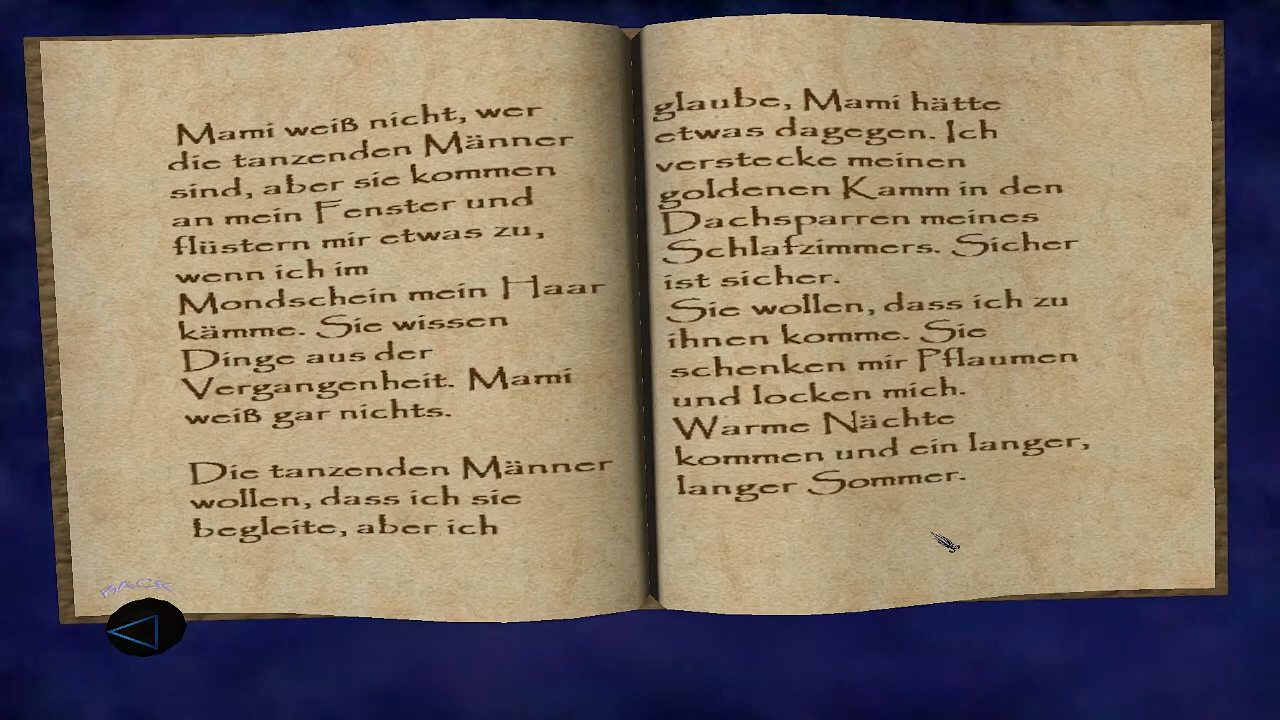 Mami weiß nicht, wer
die tanzenden Männer
sind, aber sie kommen
an mein Fenster und
flüstern mir etwas zu,
wenn ich im
Mondschein mein Haar
kämme. Sie wissen
Dinge aus der
Vergangenheit. Mami
weiß gar nichts.
Die tanzenden Männer
wollen, dass ich sie
begleite, aber ich
glaube, Mami hätte
etwas dagegen. Ich
verstecke meinen
goldenen Kamm in den
Dachsparren meines
Schlafzimmers. Sicher
ist sicher.
Sie wollen, dass ich zu
ihnen komme. Sie
schenken mir Pflaumen
und locken mich.
Warme Nächte
kommen und ein langer,
langer Sommer.
BACK